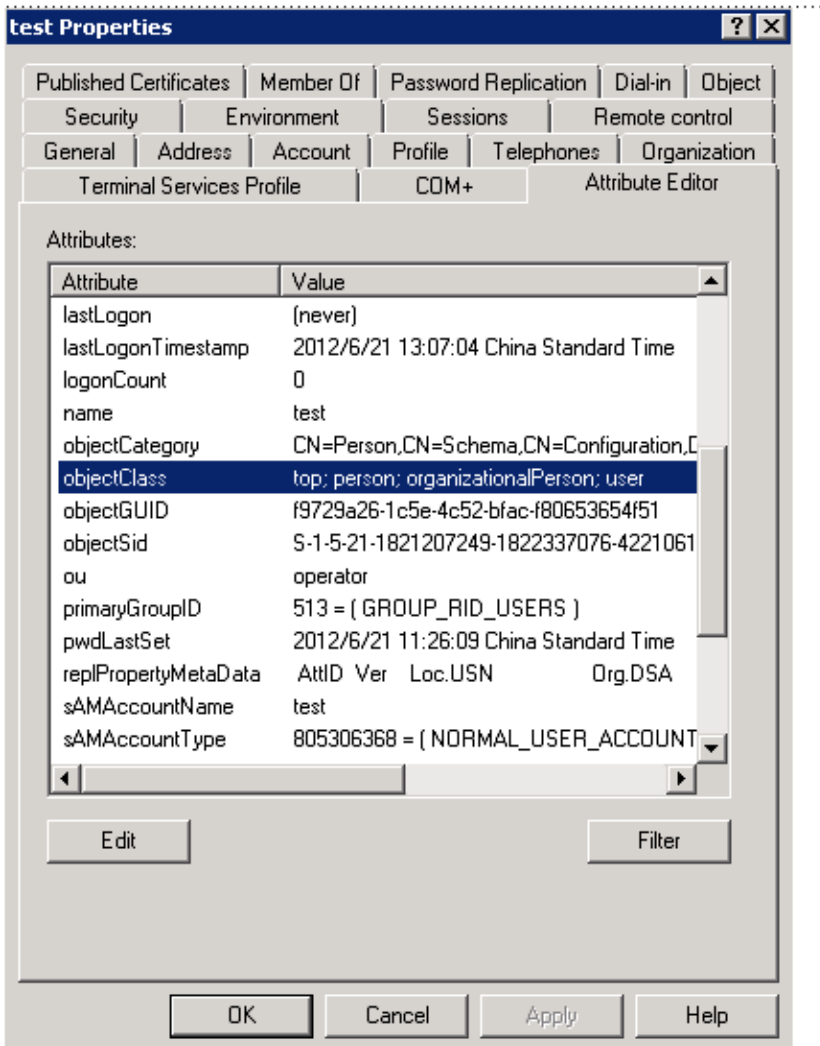 test Properties
Published Certificates Member Of Password Replication Dial-in Object
Security Environment Sessions Remote control
General Address Account Profile Telephones Organization
Terminal Services Profile COM+ Attribute Editor
Attributes:
Attribute Value
lastLogon (never)
lastLogonTimestamp 2012/6/21 13:07:04 China Standard Time
logonCount 0
name test
objectCategory CN=Person,CN=Schema,CN=Configuration,D
objectClass top; person; organizationalPerson; user
objectGUID f9729a26-1c5e-4c52-bfac-f80653654f51
objectSid S-1-5-21-1821207249-1822337076-4221061
ou operator
primaryGroupID 513 = ( GROUP_RID_USERS )
pwdLastSet 2012/6/21 11:26:09 China Standard Time
replPropertyMetaData AttID Ver Loc.USN Org.DSA
sAMAccountName test
sAMAccountType 805306368 = ( NORMAL_USER_ACCOUNT
Edit Filter
OK Cancel Apply Help